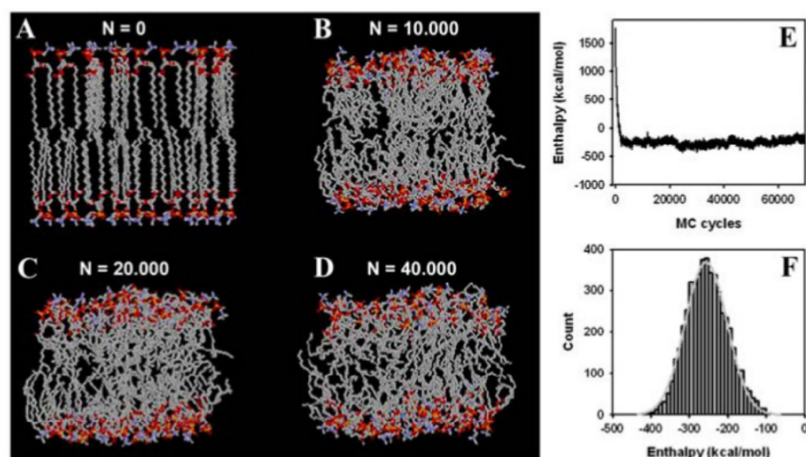 A
N = 0
B
N = 10.000
C
N = 20.000
D
N = 40.000
E
Enthalpy (kcal/mol)
1500
1000
500
0
-500
-1000
0
20000
40000
60000
MC cycles
F
Count
400
300
200
100
0
-500
-400
-300
-200
-100
0
Enthalpy (kcal/mol)